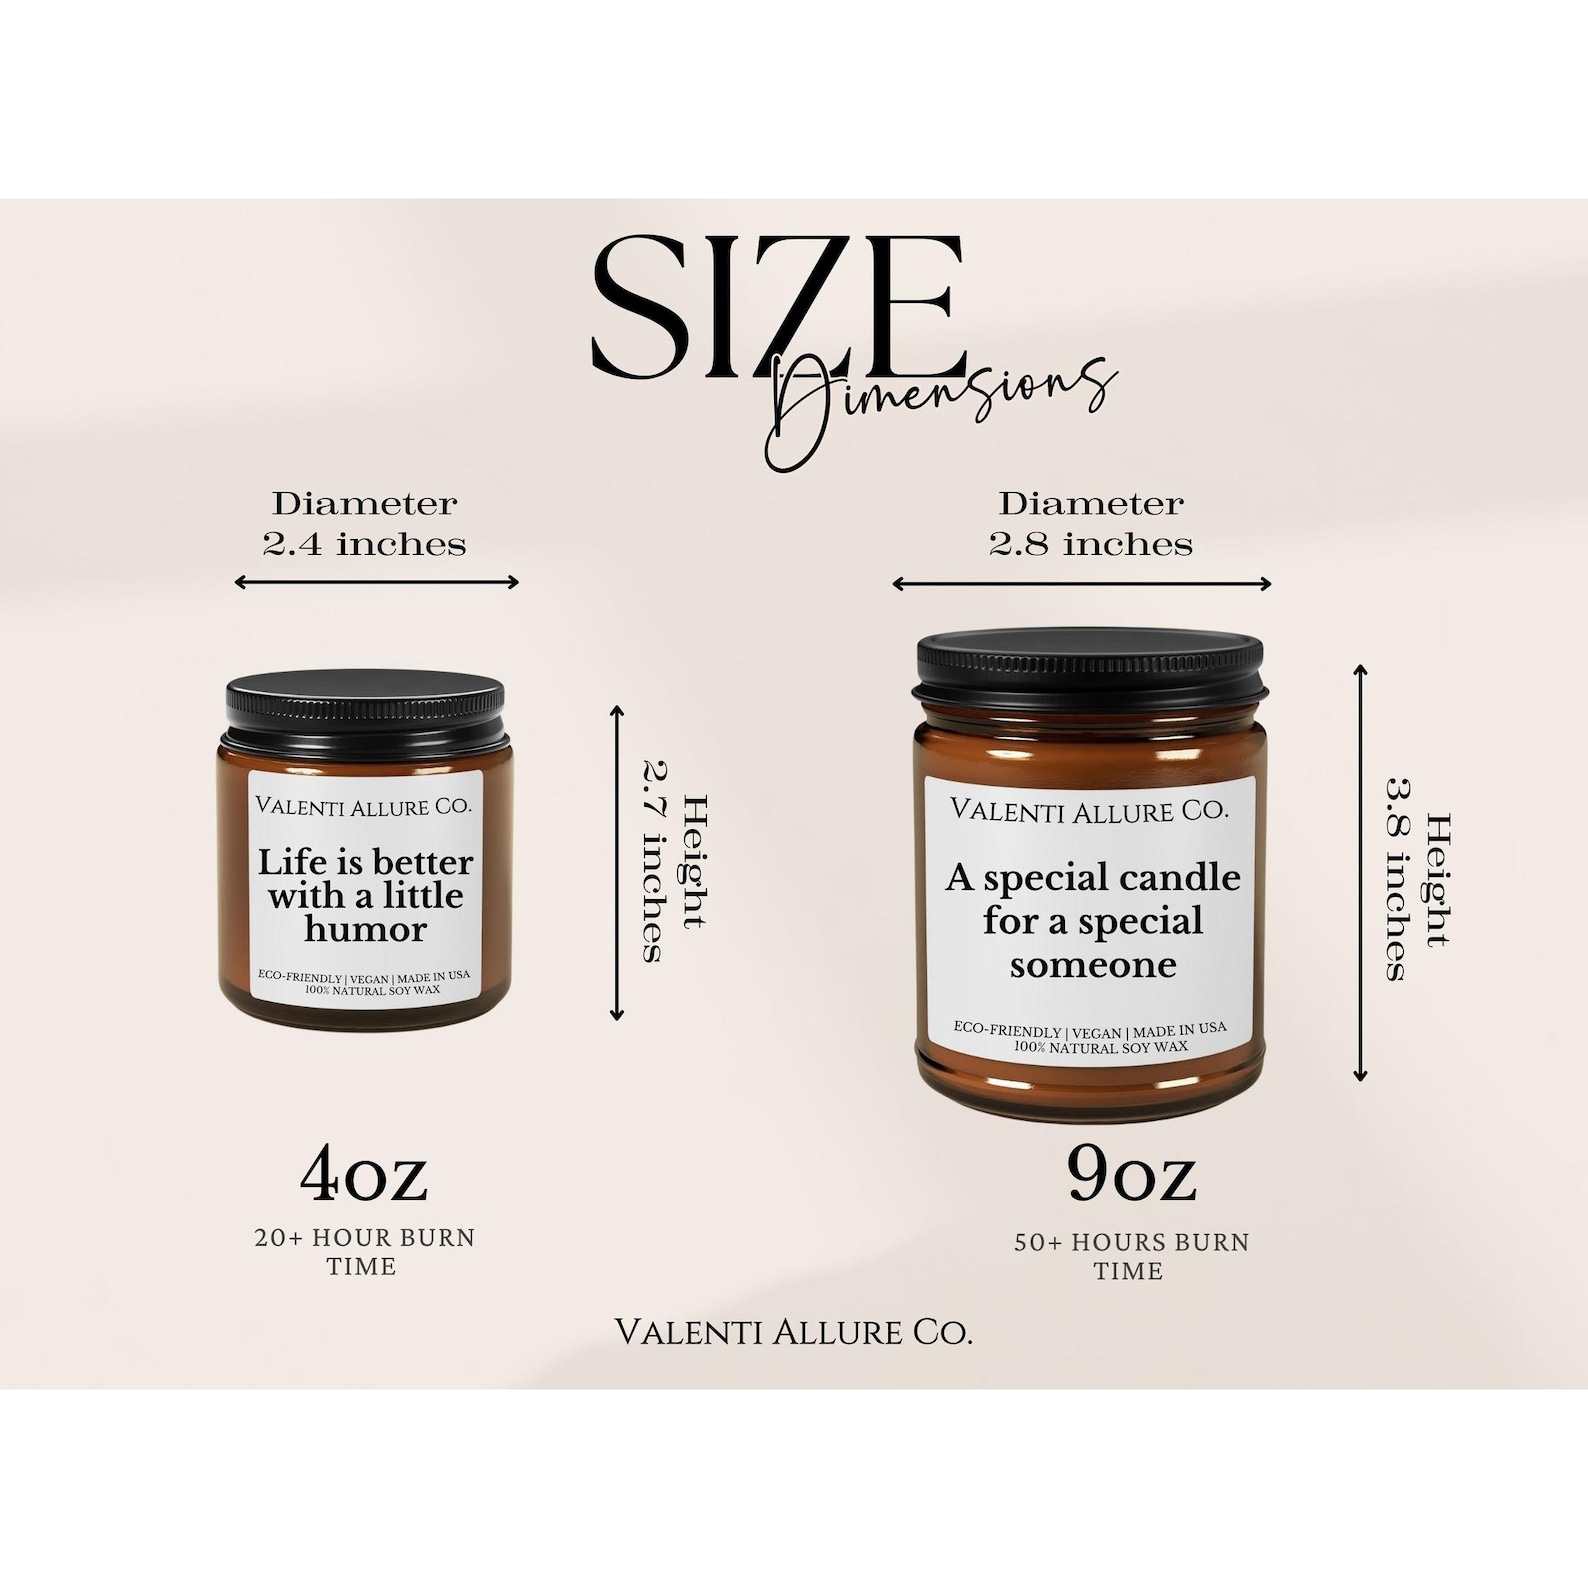 SIZE
Dimensions
Diameter
2.4 inches
Diameter
2.8 inches
VALENTI ALLURE CO.
Life is better
with a little
humor
ECO-FRIENDLY | VEGAN | MADE IN USA
100% NATURAL SOY WAX
Height
2.7 inches
VALENTI ALLURE CO.
A special candle
for a special
someone
ECO-FRIENDLY | VEGAN | MADE IN USA
100% NATURAL SOY WAX
Height
3.8 inches
4oz
20+ HOUR BURN
TIME
9oz
50+ HOURS BURN
TIME
VALENTI ALLURE CO.